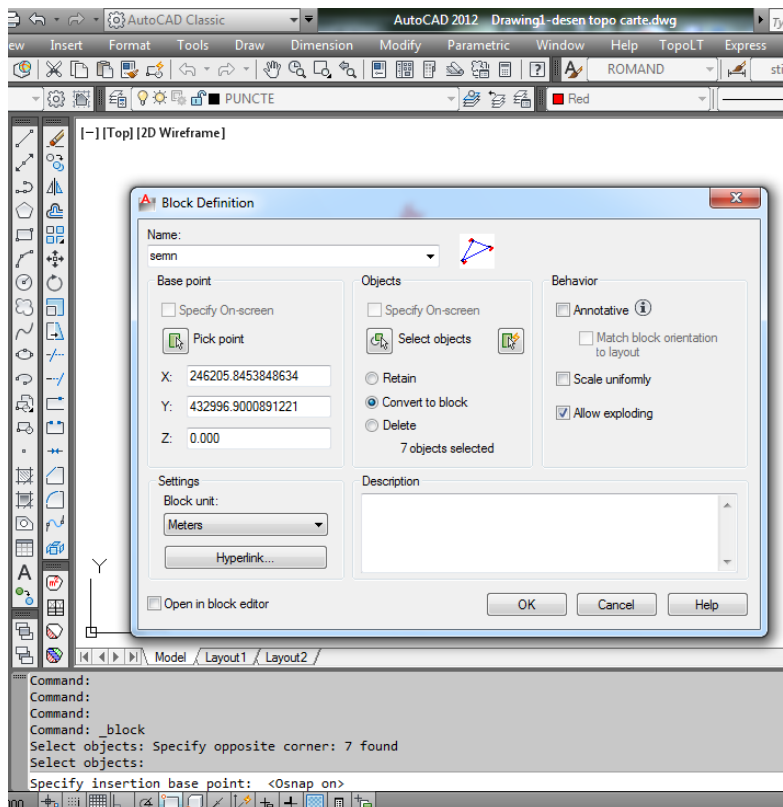 AutoCAD Classic AutoCAD 2012 Drawing1-desen topo carte.dwg Ty
ew Insert Format Tools Draw Dimension Modify Parametric Window Help TopoLT Express
ROMAND sti
PUNCTE Red
[−] [Top] [2D Wireframe]
Block Definition
Name:
semn
Base point
Specify On-screen
Pick point
X: 246205.8453848634
Y: 432996.9000891221
Z: 0.000
Objects
Specify On-screen
Select objects
Retain
Convert to block
Delete
7 objects selected
Behavior
Annotative
Match block orientation
to layout
Scale uniformly
Allow exploding
Settings
Block unit:
Meters
Hyperlink...
Description
Open in block editor
OK Cancel Help
Y
Model Layout1 Layout2
Command:
Command:
Command:
Command: _block
Select objects: Specify opposite corner: 7 found
Select objects:
Specify insertion base point: <Osnap on>